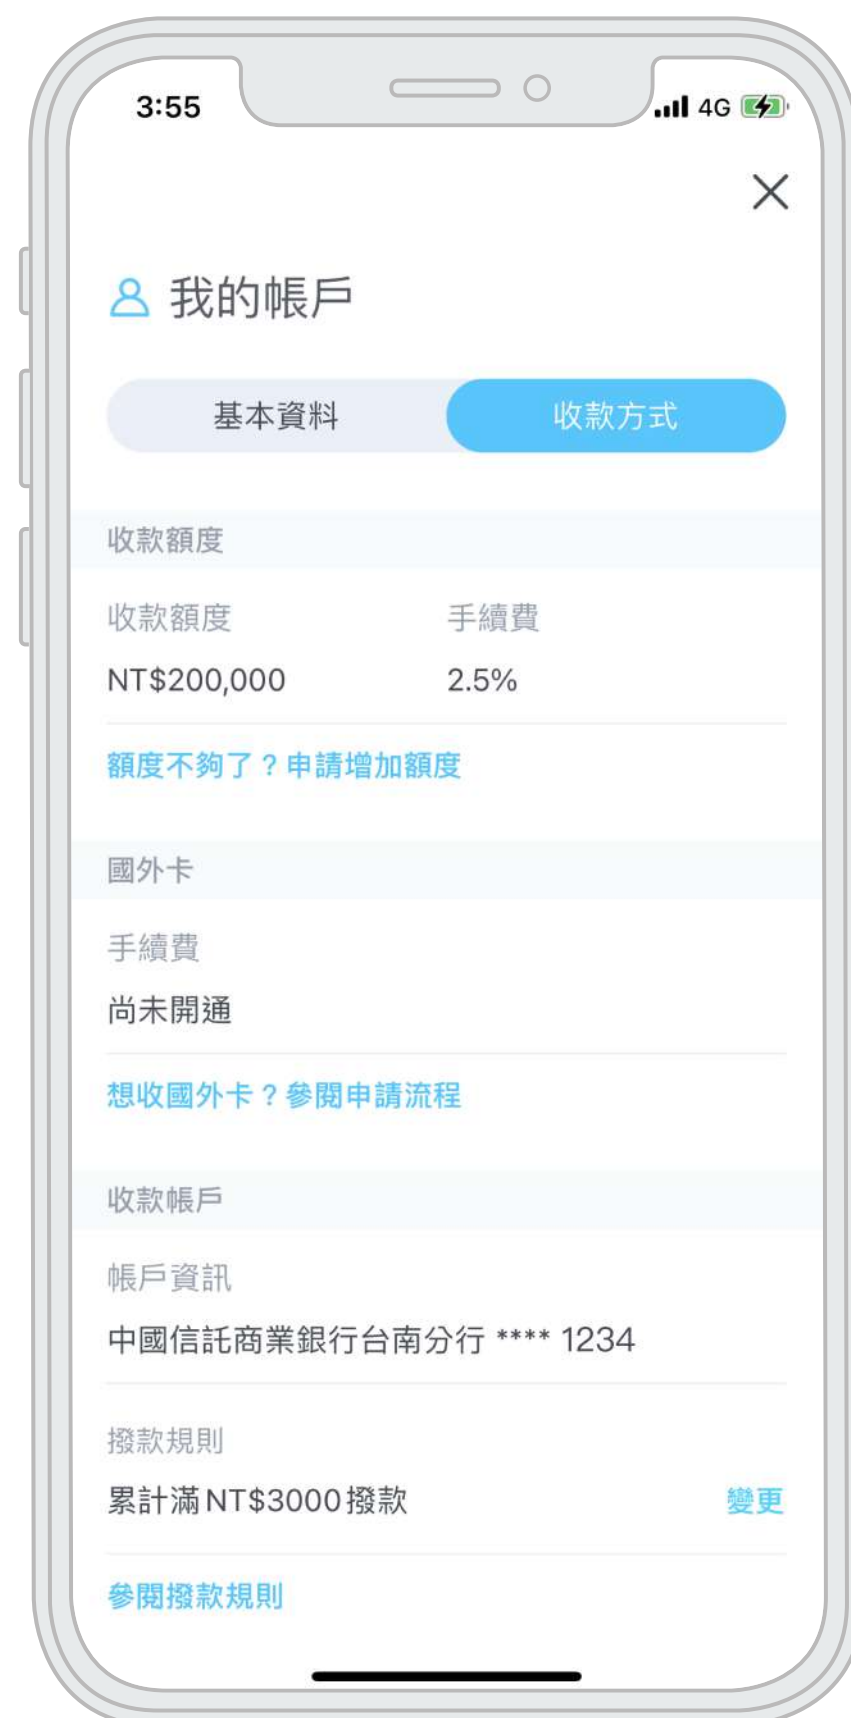 3:55
4G
我的帳戶
基本資料
收款方式
收款額度
收款額度 手續費
NT$200,000 2.5%
額度不夠了？申請增加額度
國外卡
手續費
尚未開通
想收國外卡？參閱申請流程
收款帳戶
帳戶資訊
中國信託商業銀行台南分行 **** 1234
撥款規則
累計滿NT$3000撥款 變更
參閱撥款規則